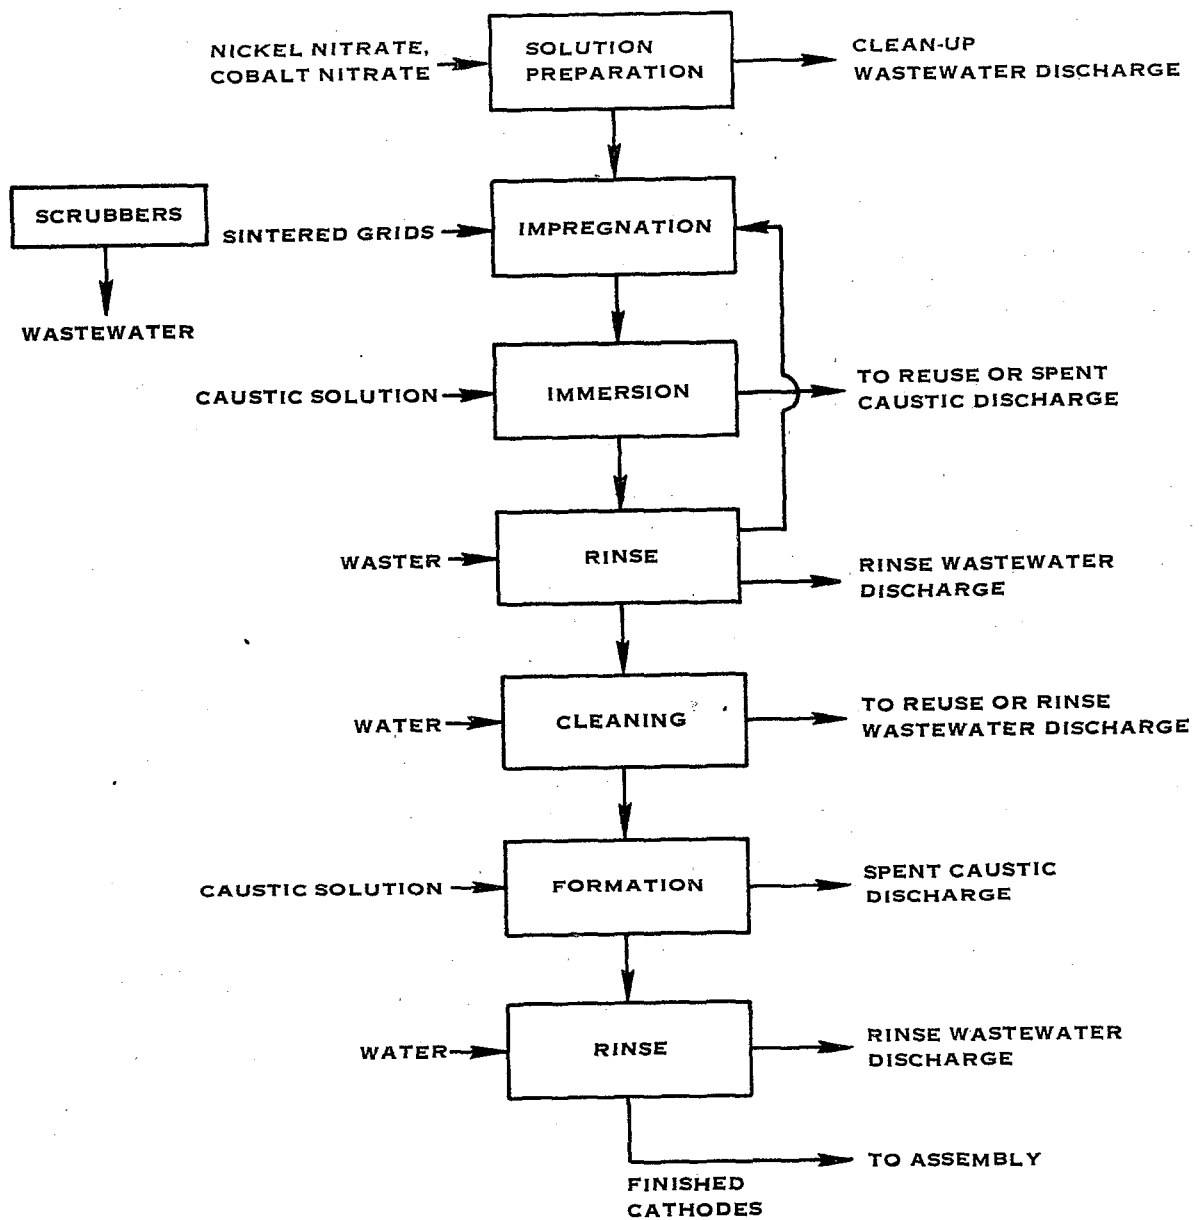 NICKEL NITRATE,
COBALT NITRATE
SOLUTION
PREPARATION
CLEAN-UP
WASTEWATER DISCHARGE
SCRUBBERS
WASTEWATER
SINTERED GRIDS
IMPREGNATION
CAUSTIC SOLUTION
IMMERSION
TO REUSE OR SPENT
CAUSTIC DISCHARGE
WASTER
RINSE
RINSE WASTEWATER
DISCHARGE
WATER
CLEANING
TO REUSE OR RINSE
WASTEWATER DISCHARGE
CAUSTIC SOLUTION
FORMATION
SPENT CAUSTIC
DISCHARGE
WATER
RINSE
RINSE WASTEWATER
DISCHARGE
TO ASSEMBLY
FINISHED
CATHODES